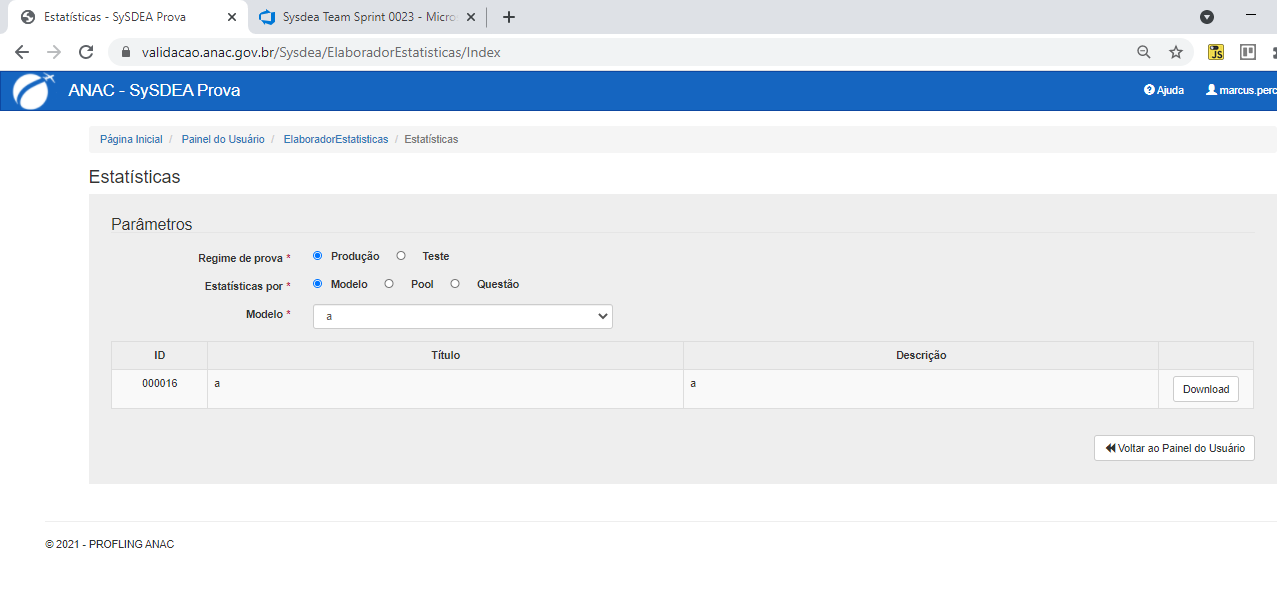 Estatísticas - SySDEA Prova
Sysdea Team Sprint 0023 - Micro
validacao.anac.gov.br/Sysdea/ElaboradorEstatisticas/Index
JS
ANAC - SySDEA Prova
Ajuda
marcus.perc
Página Inicial / Painel do Usuário / ElaboradorEstatisticas / Estatísticas
Estatísticas
Parâmetros
Regime de prova * Produção Teste
Estatísticas por * Modelo Pool Questão
Modelo * a
ID Título Descrição
000016 a a Download
Voltar ao Painel do Usuário
© 2021 - PROFLING ANAC